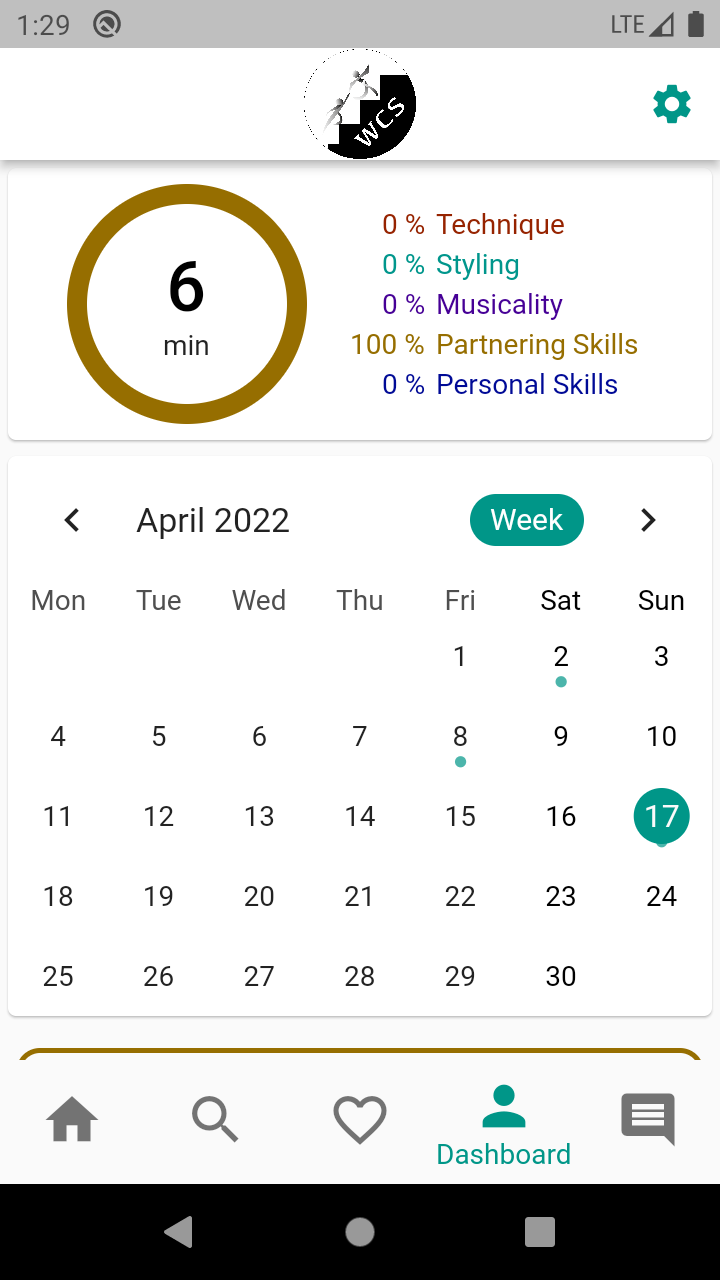 1:29
LTE
WCS
6
min
0 % Technique
0 % Styling
0 % Musicality
100 % Partnering Skills
0 % Personal Skills
April 2022
Week
Mon Tue Wed Thu Fri Sat Sun
1 2 3
4 5 6 7 8 9 10
11 12 13 14 15 16 17
18 19 20 21 22 23 24
25 26 27 28 29 30
Dashboard